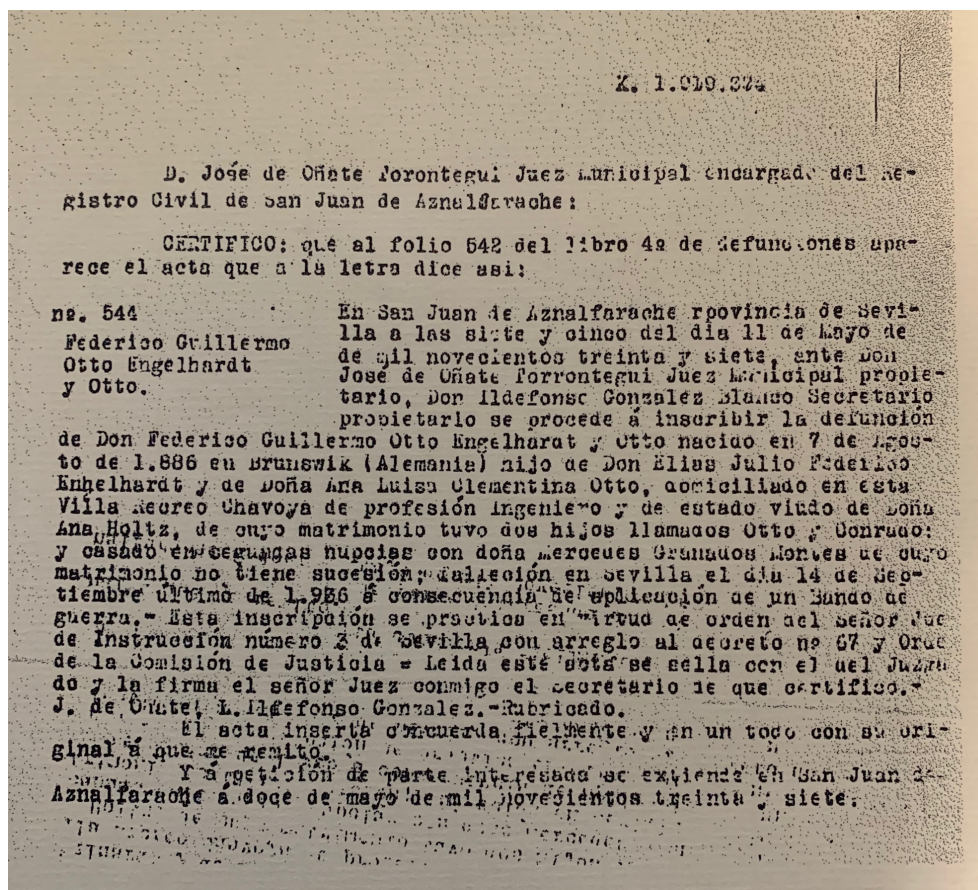 K. 1.019.324
D. José de Oñate Torontegui Juez Municipal encargado del Re-
gistro Civil de San Juan de Aznalfarache:
CERTIFICO: que al folio 542 del libro 4º de defunciones apa-
rece el acta que a la letra dice asi:
nº. 544
Federico Guillermo
Otto Engelhardt
y Otto.
En San Juan de Aznalfarache rpovincia de Sevi-
lla a las siete y cinco del dia 11 de Mayo de
de mil novecientos treinta y siete, ante Don
José de Oñate Torrontegui Juez Municipal propie-
tario, Don Ildefonso Gonzalez Blanco Secretario
propietario se procede á inscribir la defunción
de Don Federico Guillermo Otto Engelhardt y Otto nacido en 7 de Agos-
to de 1.886 en Brunswik (Alemania) hijo de Don Elias Julio Federico
Enhelhardt y de Doña Ana Luisa Clementina Otto, domiciliado en esta
Villa Recreo Chavoya de profesión Ingeniero y de estado viudo de Doña
Ana Holtz, de cuyo matrimonio tuvo dos hijos llamados Otto y Conrado:
y casado en segundas nupcias con doña Mercedes Granados Montes de cuyo
matrimonio no tiene sucesión; falleción en Sevilla el dia 14 de Sep-
tiembre último de 1.936 á consecuencia de aplicación de un Bando de
guerra.- Esta inscripción se practica en virtud de orden del Señor Jue
de Instrucción número 2 de Sevilla con arreglo al decreto nº 67 y Orde
de la Comisión de Justicia = Leida esta acta se sella con el del Juzga
do y la firma el señor Juez conmigo el Secretario de que certifico.-
J. de Oñate, L. Ildefonso Gonzalez.-Rubricado.
El acta inserta concuerda fielmente y en un todo con su ori-
ginal á que me remito.
Y á petición de parte interesada se extiende en San Juan de
Aznalfarache á doce de mayo de mil novecientos treinta y siete.